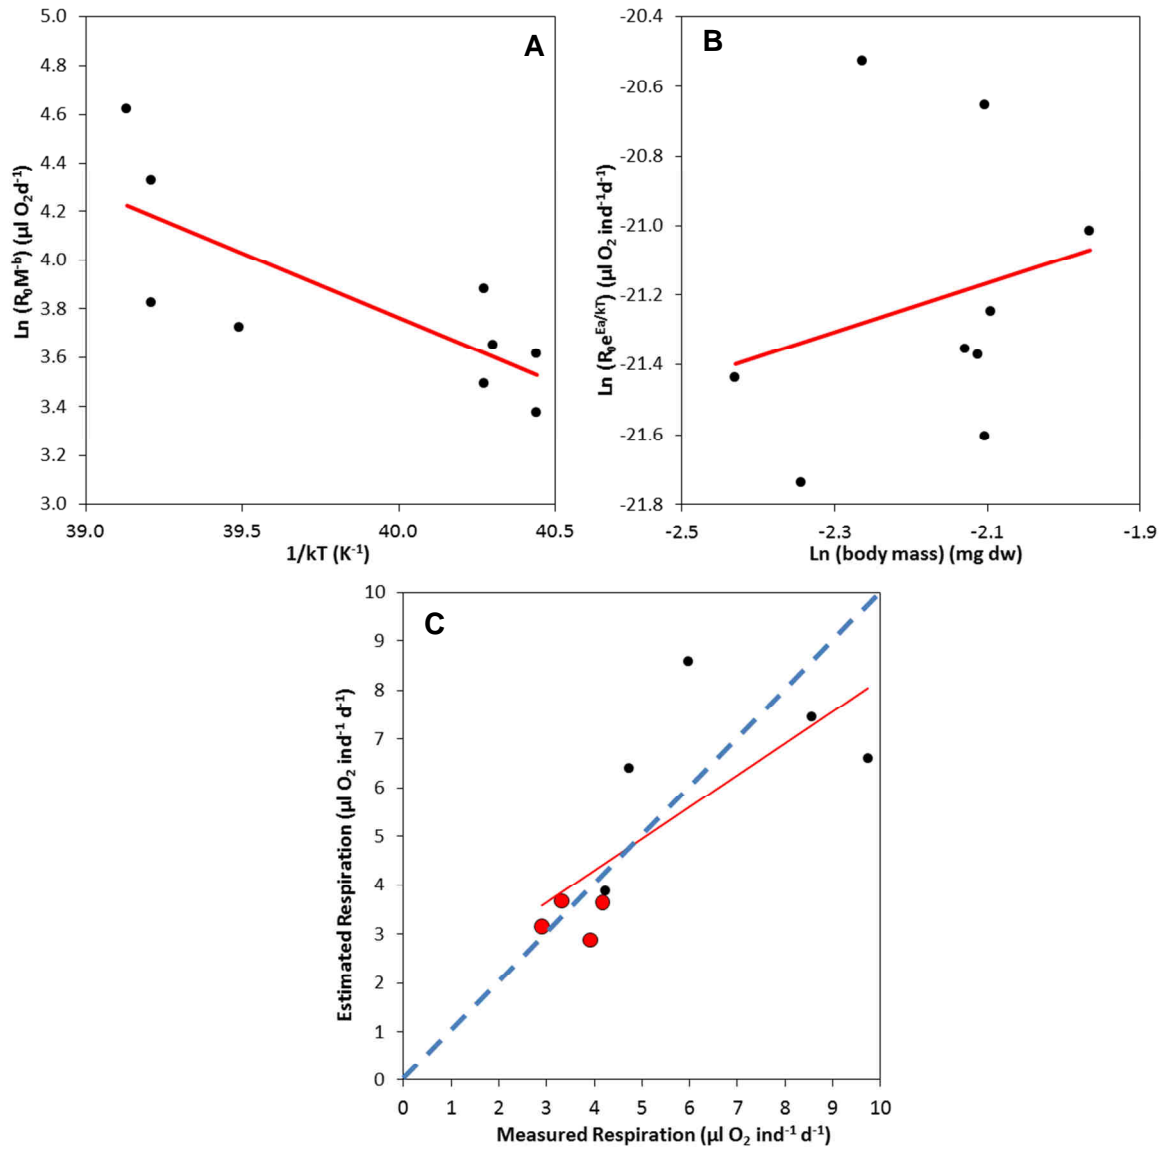 A
Ln (R₀M⁻ᵇ) (µl O₂d⁻¹)
5.0
4.8
4.6
4.4
4.2
4.0
3.8
3.6
3.4
3.2
3.0
39.0 39.5 40.0 40.5
1/kT (K⁻¹)
B
Ln (R₀e^Ea/kT) (µl O₂ ind⁻¹d⁻¹)
-20.4
-20.6
-20.8
-21.0
-21.2
-21.4
-21.6
-21.8
-2.5 -2.3 -2.1 -1.9
Ln (body mass) (mg dw)
C
Estimated Respiration (µl O₂ ind⁻¹ d⁻¹)
10
9
8
7
6
5
4
3
2
1
0
0 1 2 3 4 5 6 7 8 9 10
Measured Respiration (µl O₂ ind⁻¹ d⁻¹)